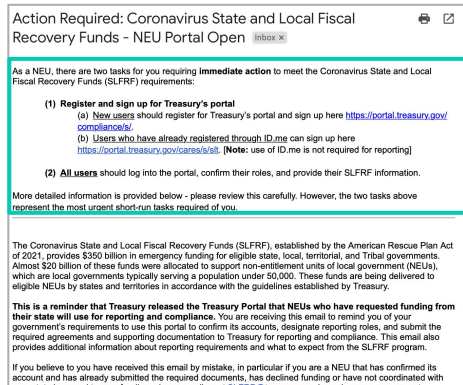 Action Required: Coronavirus State and Local Fiscal
Recovery Funds - NEU Portal Open Inbox ×
As a NEU, there are two tasks for you requiring immediate action to meet the Coronavirus State and Local
Fiscal Recovery Funds (SLFRF) requirements:
(1) Register and sign up for Treasury's portal
(a) New users should register for Treasury's portal and sign up here https://portal.treasury.gov/
compliance/s/.
(b) Users who have already registered through ID.me can sign up here
https://portal.treasury.gov/cares/s/slt. [Note: use of ID.me is not required for reporting]
(2) All users should log into the portal, confirm their roles, and provide their SLFRF information.
More detailed information is provided below - please review this carefully. However, the two tasks above
represent the most urgent short-run tasks required of you.
The Coronavirus State and Local Fiscal Recovery Funds (SLFRF), established by the American Rescue Plan Act
of 2021, provides $350 billion in emergency funding for eligible state, local, territorial, and Tribal governments.
Almost $20 billion of these funds were allocated to support non-entitlement units of local government (NEUs),
which are local governments typically serving a population under 50,000. These funds are being delivered to
eligible NEUs by states and territories in accordance with the guidelines established by Treasury.
This is a reminder that Treasury released the Treasury Portal that NEUs who have requested funding from
their state will use for reporting and compliance. You are receiving this email to remind you of your
government's requirements to use this portal to confirm its accounts, designate reporting roles, and submit the
required agreements and supporting documentation to Treasury for reporting and compliance. This email also
provides additional information about reporting requirements and what to expect from the SLFRF program.
If you believe to you have received this email by mistake, in particular if you are a NEU that has confirmed its
account and has already submitted the required documents, has declined funding or have not coordinated with